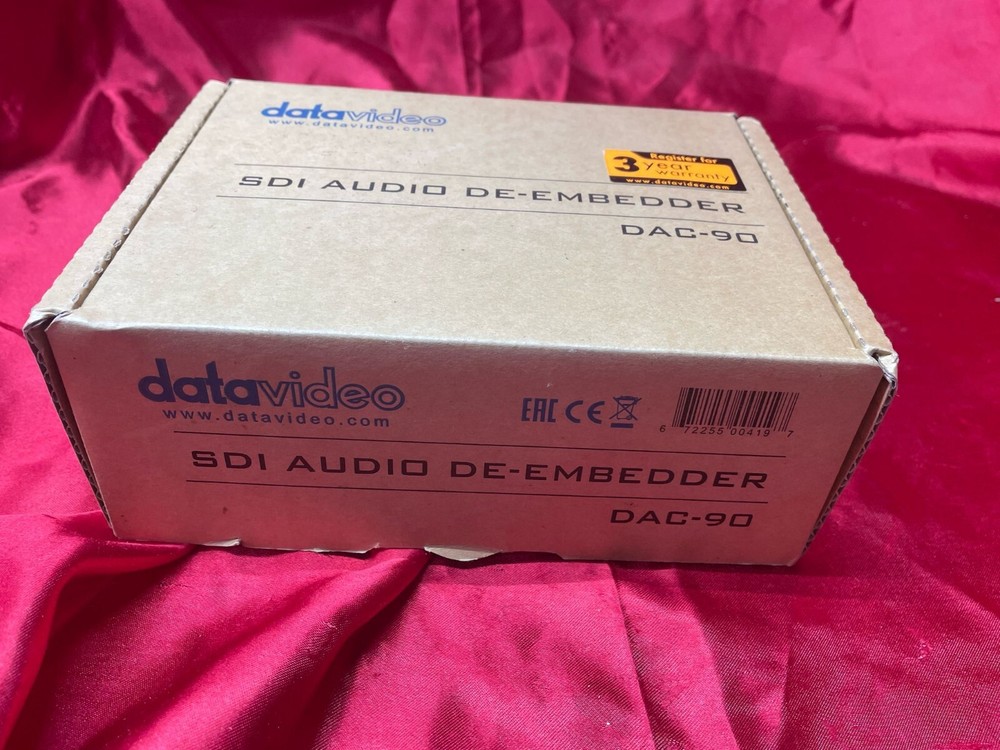 datavideo
www.datavideo.com
Register for
3 year
warranty
www.datavideo.com
SDI AUDIO DE-EMBEDDER
DAC-90
datavideo
www.datavideo.com
EAC CE
6 72255 00419 7
SDI AUDIO DE-EMBEDDER
DAC-90